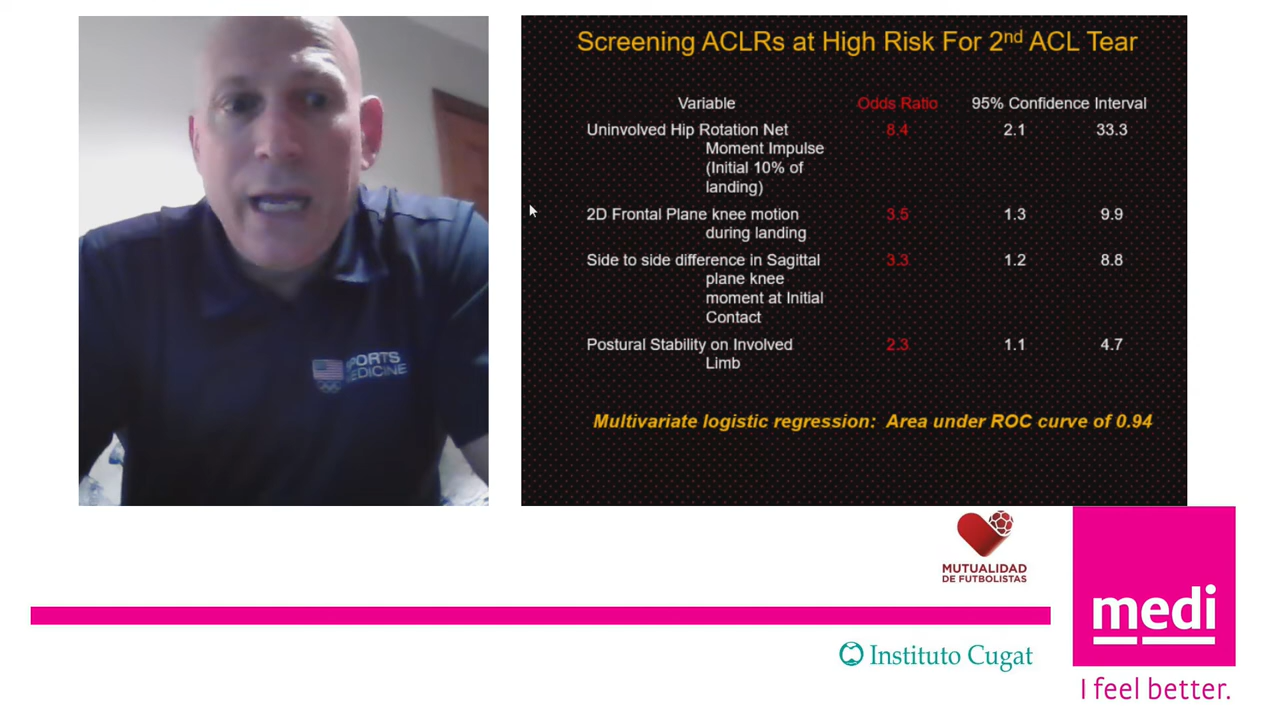 Screening ACLRs at High Risk For 2nd ACL Tear
Variable Odds Ratio 95% Confidence Interval
Uninvolved Hip Rotation Net 8.4 2.1 33.3
Moment Impulse
(Initial 10% of
landing)
2D Frontal Plane knee motion 3.5 1.3 9.9
during landing
Side to side difference in Sagittal 3.3 1.2 8.8
plane knee
moment at Initial
Contact
Postural Stability on Involved 2.3 1.1 4.7
Limb
Multivariate logistic regression: Area under ROC curve of 0.94
SPORTS
MEDICINE
MUTUALIDAD
DE FUTBOLISTAS
medi
Instituto Cugat
I feel better.